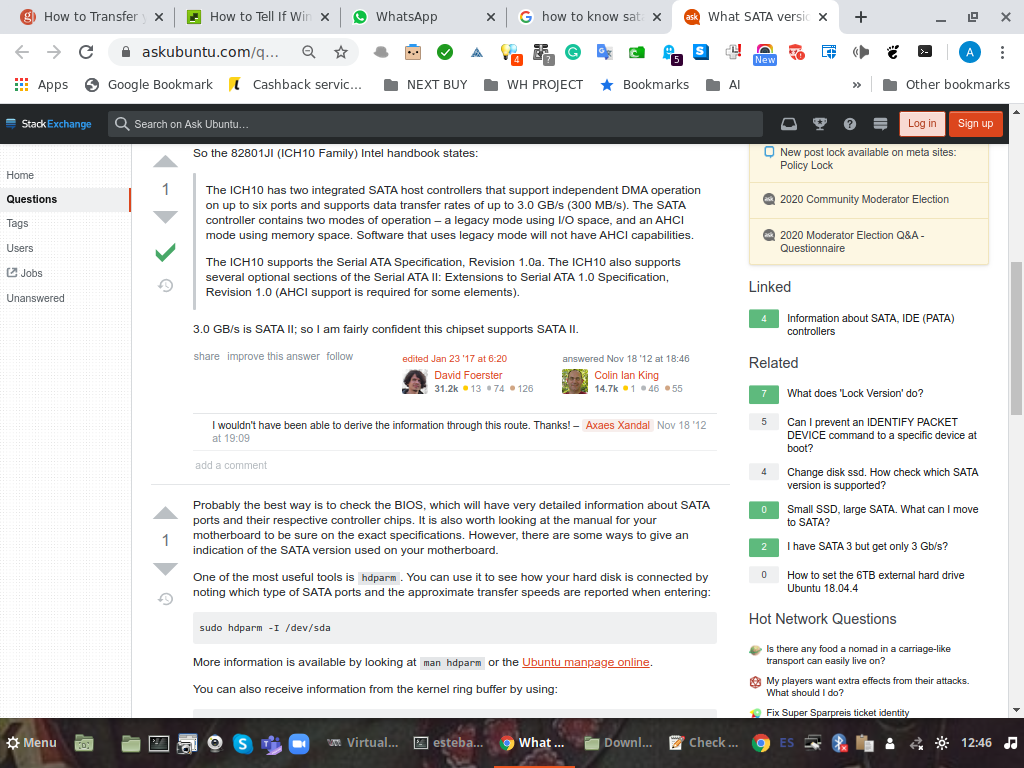 How to Transfer y
How to Tell If Win
WhatsApp
how to know sat
What SATA versi
askubuntu.com/q...
4
?
5
New
A
Apps
Google Bookmark
Cashback servic...
NEXT BUY
WH PROJECT
Bookmarks
AI
»
Other bookmarks
StackExchange
Search on Ask Ubuntu…
Log in
Sign up
Home
Questions
Tags
Users
Jobs
Unanswered
So the 82801JI (ICH10 Family) Intel handbook states:
1
The ICH10 has two integrated SATA host controllers that support independent DMA operation
on up to six ports and supports data transfer rates of up to 3.0 GB/s (300 MB/s). The SATA
controller contains two modes of operation – a legacy mode using I/O space, and an AHCI
mode using memory space. Software that uses legacy mode will not have AHCI capabilities.
The ICH10 supports the Serial ATA Specification, Revision 1.0a. The ICH10 also supports
several optional sections of the Serial ATA II: Extensions to Serial ATA 1.0 Specification,
Revision 1.0 (AHCI support is required for some elements).
3.0 GB/s is SATA II; so I am fairly confident this chipset supports SATA II.
share improve this answer follow
edited Jan 23 '17 at 6:20
David Foerster
31.2k 13 74 126
answered Nov 18 '12 at 18:46
Colin Ian King
14.7k 1 46 55
I wouldn't have been able to derive the information through this route. Thanks! – Axaes Xandal Nov 18 '12
at 19:09
add a comment
1
Probably the best way is to check the BIOS, which will have very detailed information about SATA
ports and their respective controller chips. It is also worth looking at the manual for your
motherboard to be sure on the exact specifications. However, there are some ways to give an
indication of the SATA version used on your motherboard.
One of the most useful tools is hdparm. You can use it to see how your hard disk is connected by
noting which type of SATA ports and the approximate transfer speeds are reported when entering:
sudo hdparm -I /dev/sda
More information is available by looking at man hdparm or the Ubuntu manpage online.
You can also receive information from the kernel ring buffer by using:
New post lock available on meta sites:
Policy Lock
2020 Community Moderator Election
2020 Moderator Election Q&A -
Questionnaire
Linked
4 Information about SATA, IDE (PATA)
controllers
Related
7 What does 'Lock Version' do?
5 Can I prevent an IDENTIFY PACKET
DEVICE command to a specific device at
boot?
4 Change disk ssd. How check which SATA
version is supported?
0 Small SSD, large SATA. What can I move
to SATA?
2 I have SATA 3 but get only 3 Gb/s?
0 How to set the 6TB external hard drive
Ubuntu 18.04.4
Hot Network Questions
Is there any food a nomad in a carriage-like
transport can easily live on?
My players want extra effects from their attacks.
What should I do?
Fix Super Sparpreis ticket identity
Menu
Virtual...
esteba...
What ...
Downl...
Check ...
ES
12:46